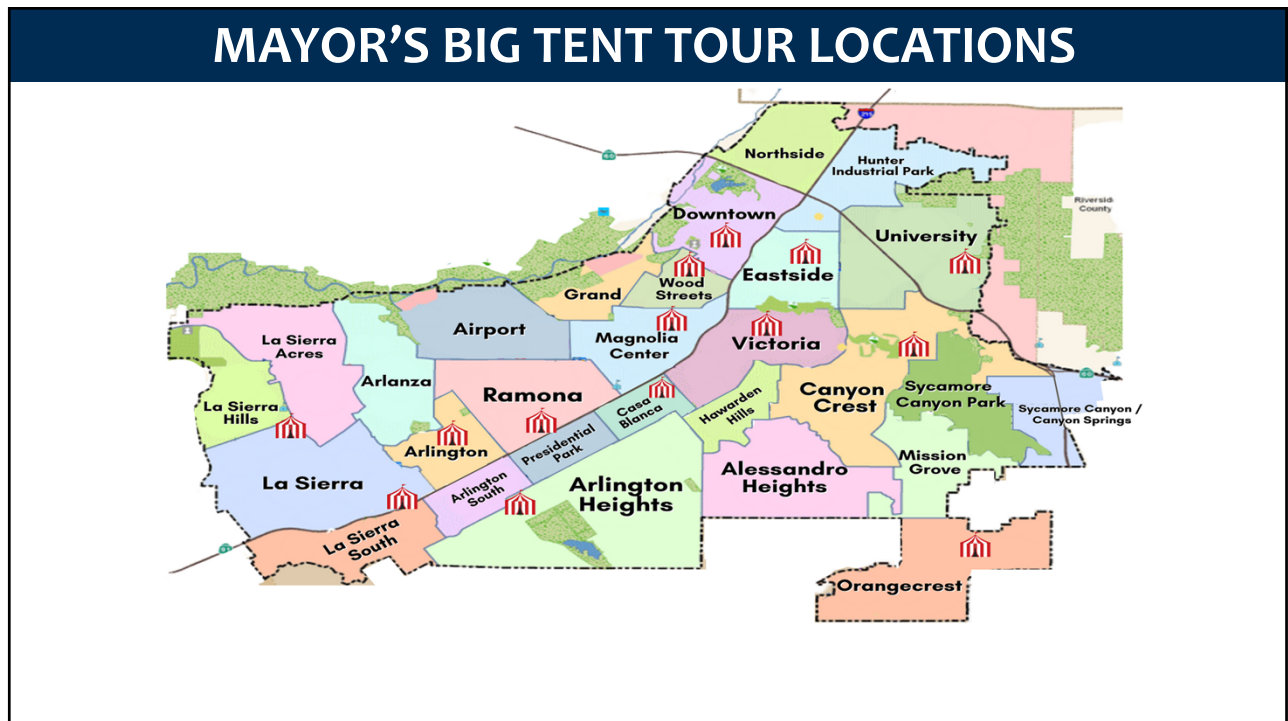 MAYOR'S BIG TENT TOUR LOCATIONS
215
Northside
60
Hunter
Industrial Park
Riversid
County
Downtown
University
Eastside
Wood
Streets
Grand
Airport
Magnolia
Center
Victoria
La Sierra
Acres
Arlanza
Ramona
Canyon
Crest
Sycamore
Canyon Park
La Sierra
Hills
Casa
Blanca
Hawarden
Hills
Sycamore Canyon /
Canyon Springs
Arlington
Presidential
Park
Mission
Grove
La Sierra
Arlington
South
Arlington
Heights
Alessandro
Heights
La Sierra
South
Orangecrest